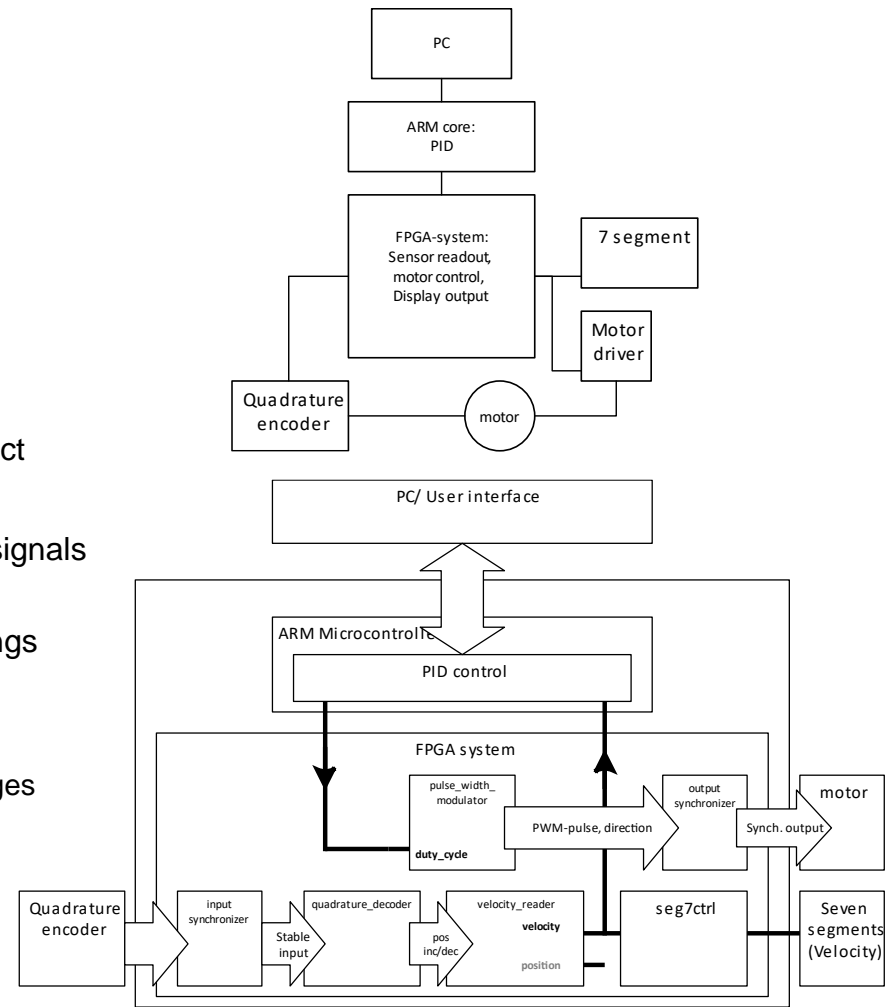 PC
ARM core:
PID
FPGA-system:
Sensor readout,
motor control,
Display output
7 segment
Motor
driver
Quadrature
encoder
motor
ct
signals
ngs
ges
PC/ User interface
ARM Microcontrolle
PID control
FPGA system
pulse_width_
modulator
duty_cycle
PWM-pulse, direction
output
synchronizer
Synch. output
motor
Quadrature
encoder
input
synchronizer
Stable
input
quadrature_decoder
pos
inc/dec
velocity_reader
velocity
position
seg7ctrl
Seven
segments
(Velocity)